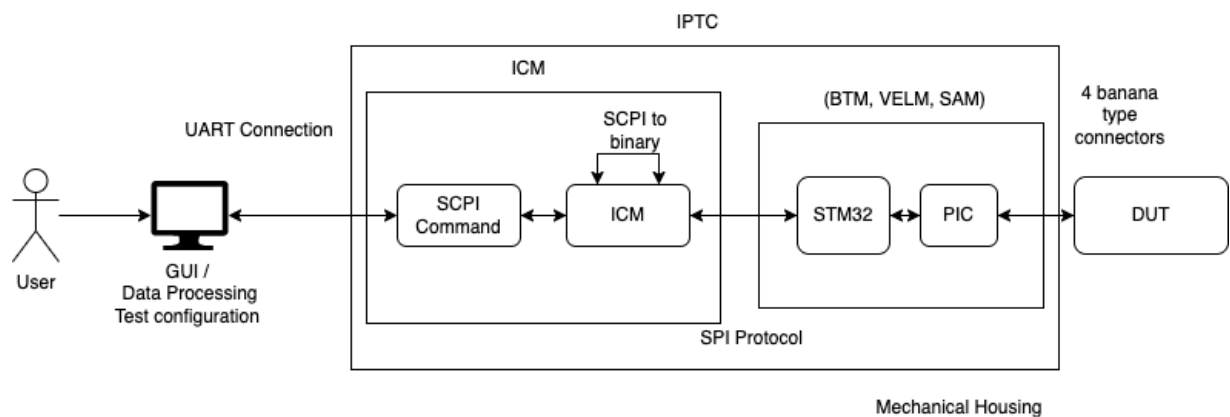 IPTC
ICM
(BTM, VELM, SAM)
4 banana
type
connectors
UART Connection
SCPI to
binary
SCPI
Command
ICM
STM32
PIC
DUT
User
GUI /
Data Processing
Test configuration
SPI Protocol
Mechanical Housing